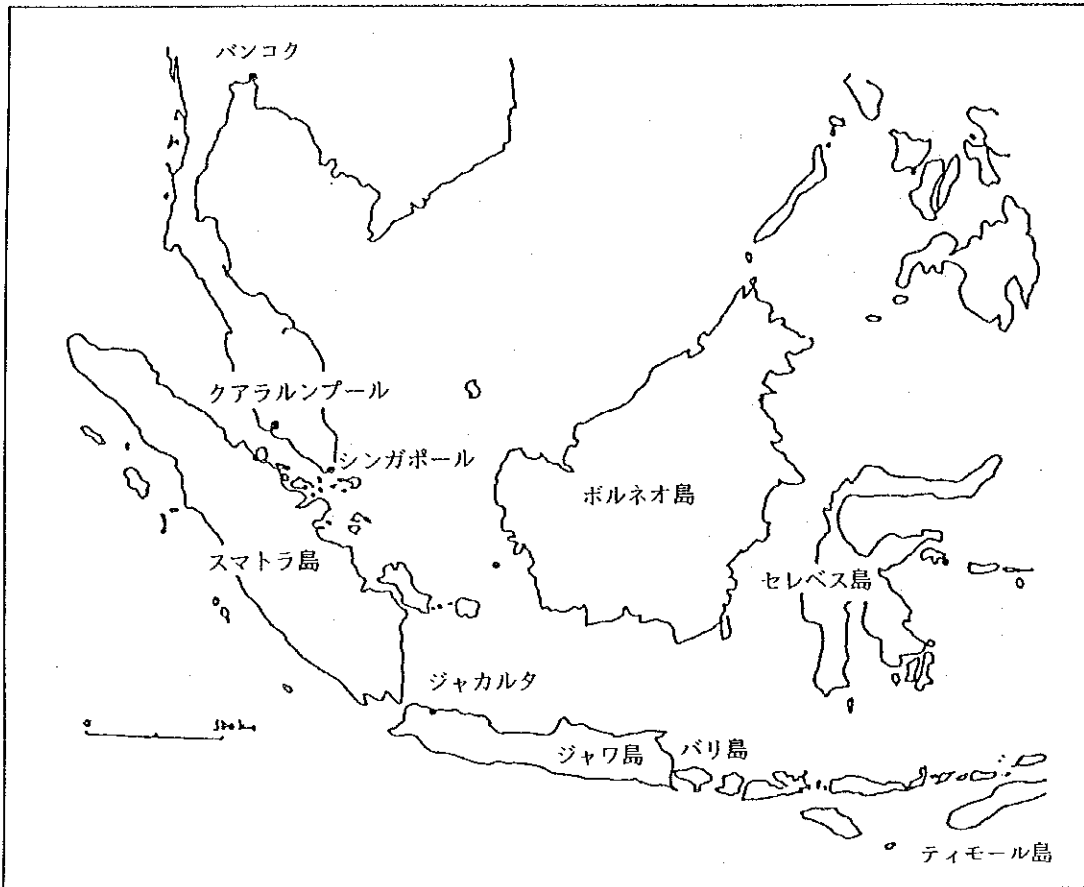 バンコク
クアラルンプール
シンガポール
ボルネオ島
スマトラ島
セレベス島
ジャカルタ
0
ジャワ島
バリ島
ティモール島